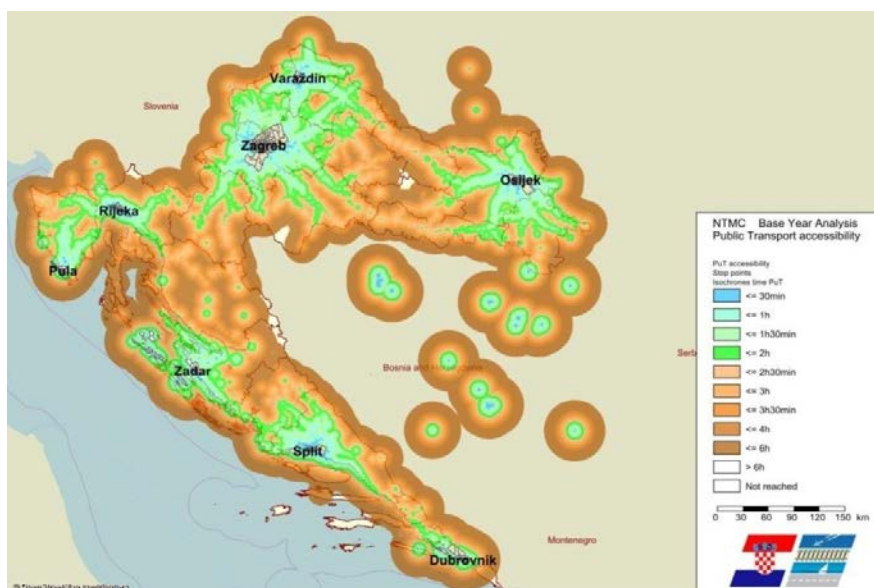 Varaždin
Slovenia
Zagreb
Osijek
Rijeka
Pula
NTMC Base Year Analysis
Public Transport accessibility
PuT accessibility
Stop points
Isochrones time PuT
<= 30min
<= 1h
<= 1h30min
<= 2h
<= 2h30min
<= 3h
<= 3h30min
<= 4h
<= 6h
> 6h
Not reached
0 30 60 90 120 150 km
Serb
Bosnia and
Zadar
Split
Montenegro
Dubrovnik